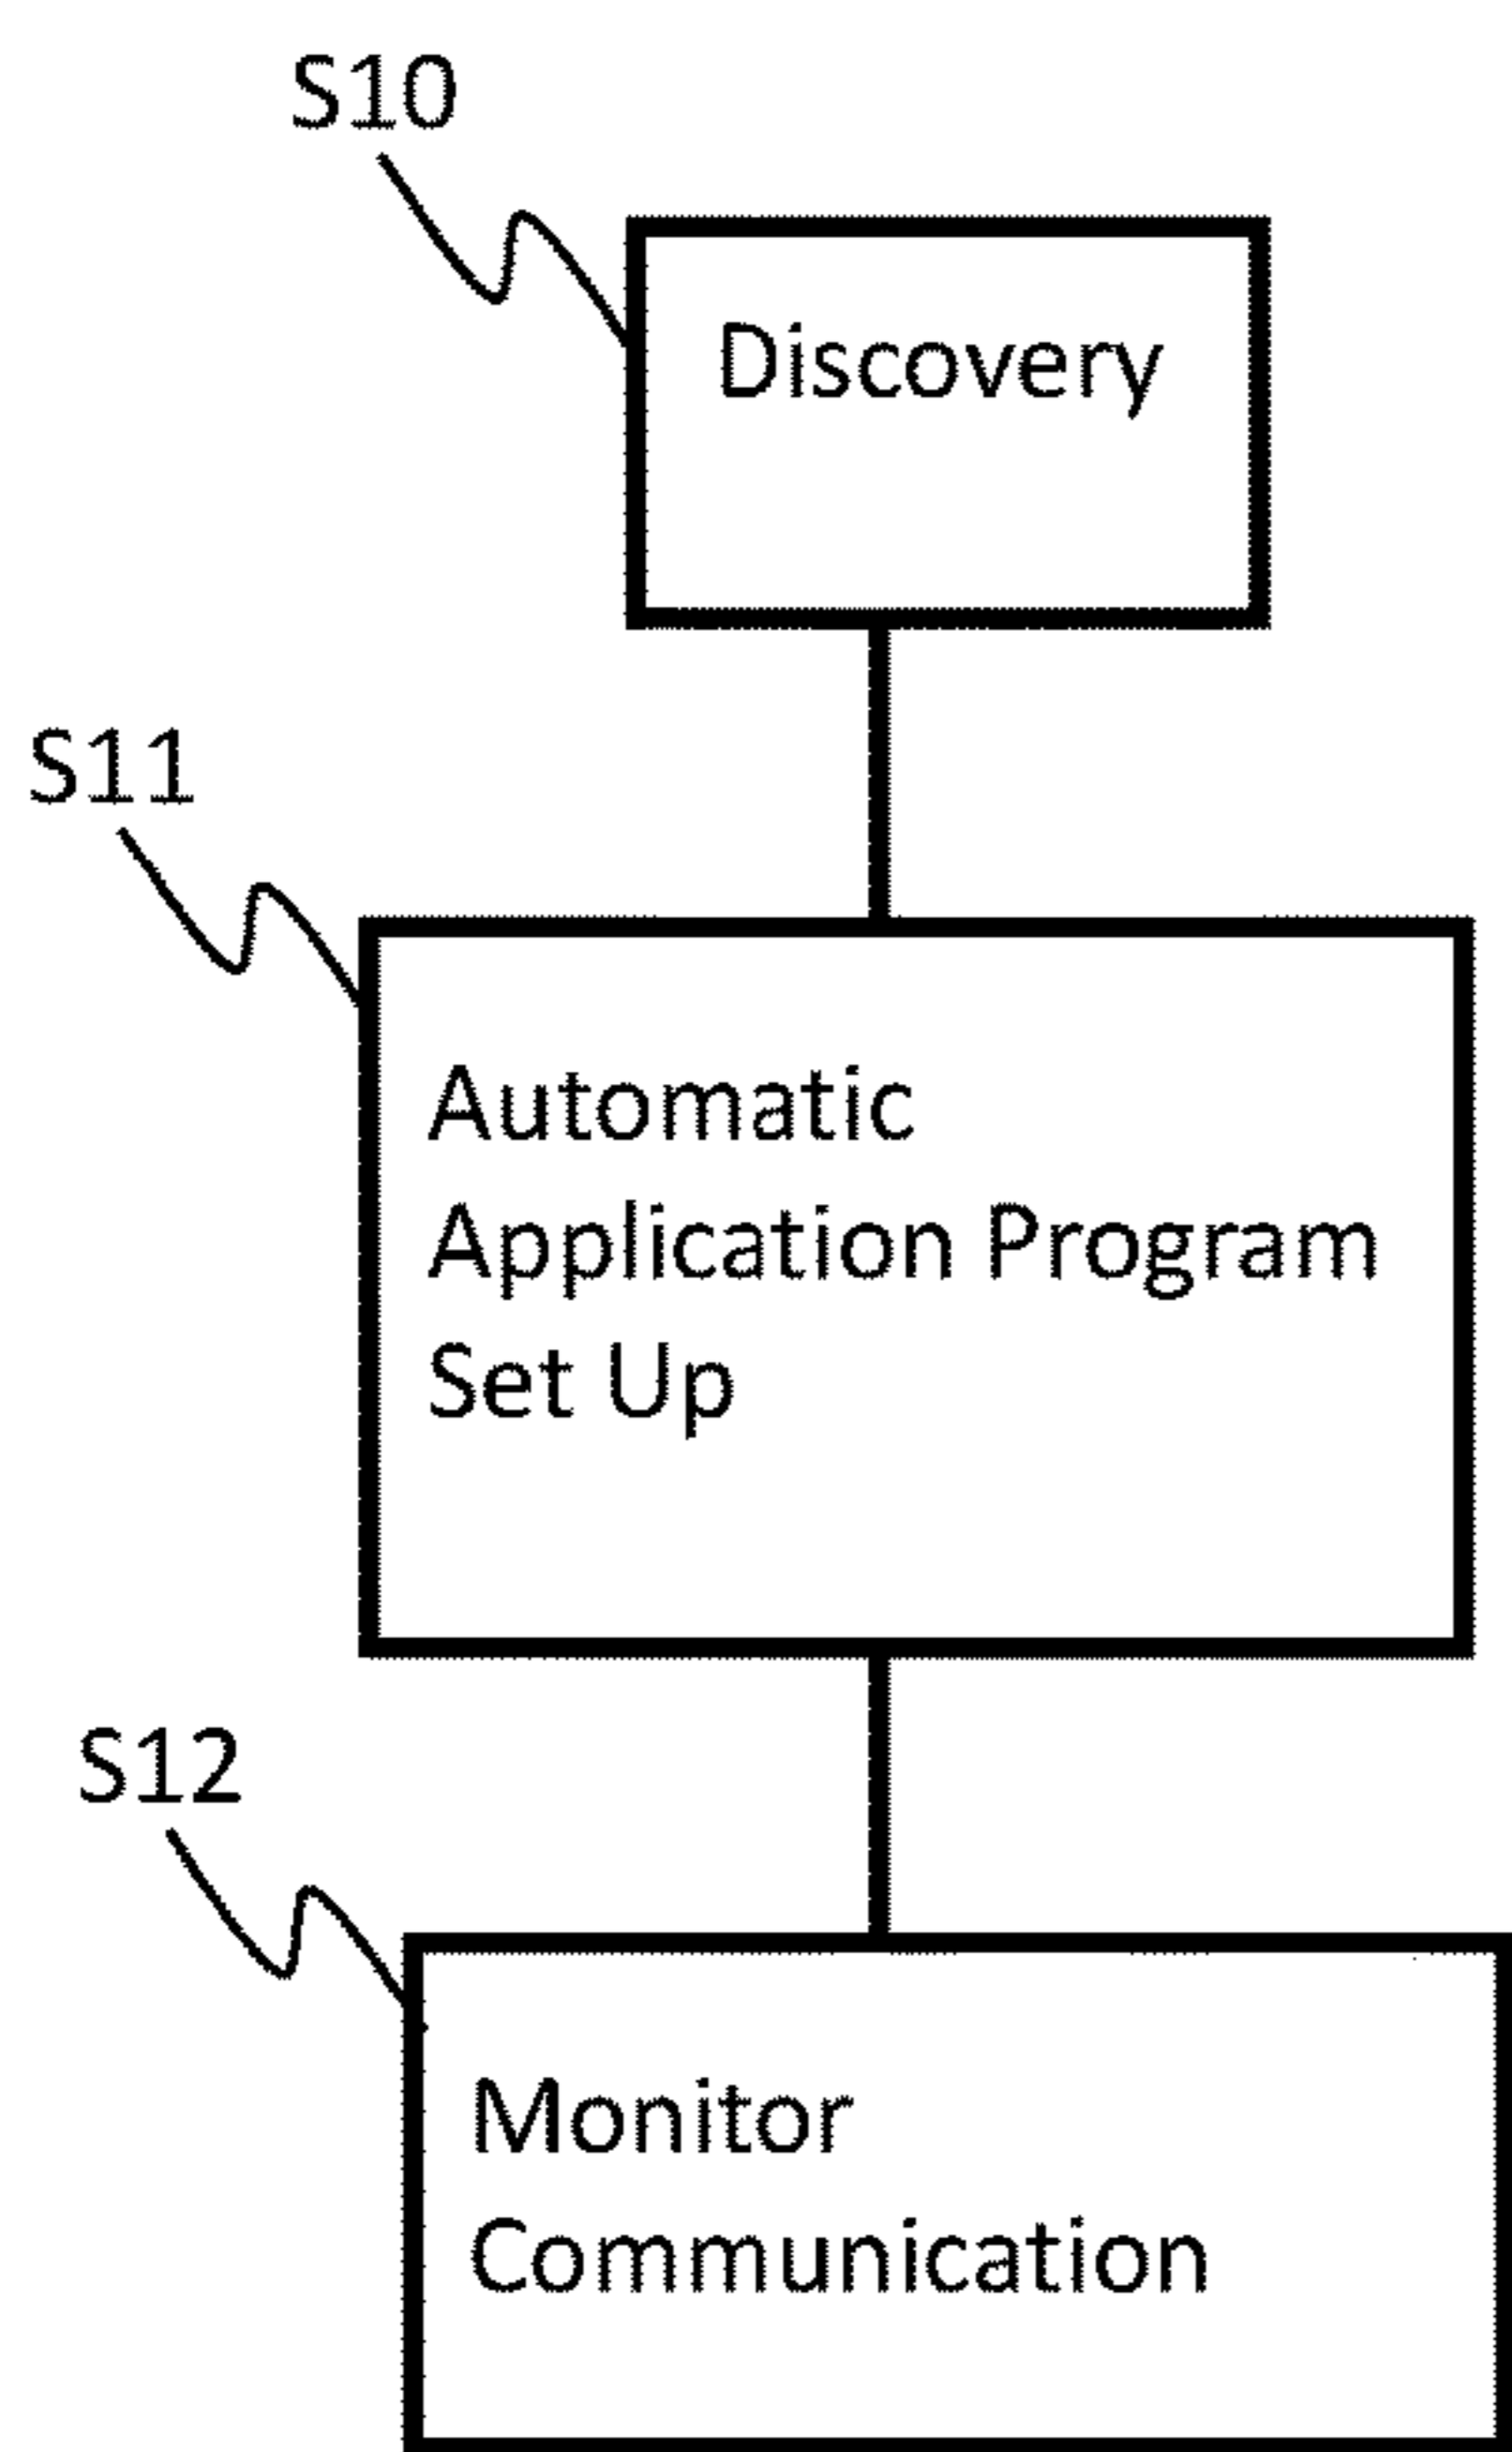 S10
Discovery
S11
Automatic
Application Program
Set Up
S12
Monitor
Communication